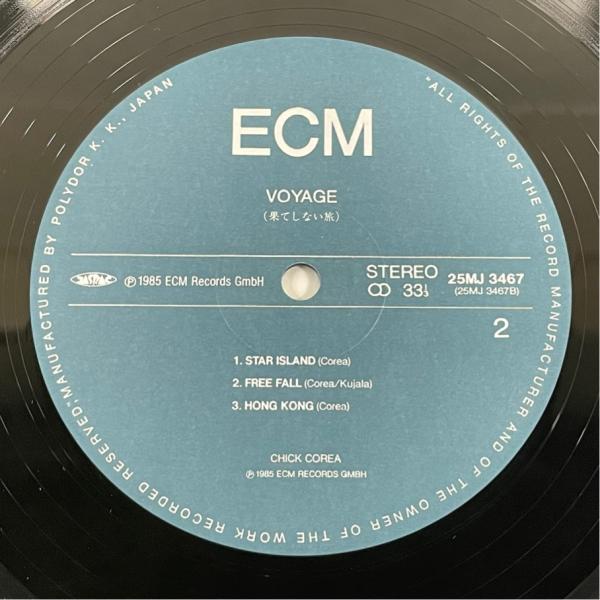 ECM
VOYAGE
(果てしない旅)
JASRAC
℗1985 ECM Records GmbH
STEREO
33 1/3
25MJ 3467
(25MJ 3467B)
2
1. STAR ISLAND (Corea)
2. FREE FALL (Corea/Kujala)
3. HONG KONG (Corea)
CHICK COREA
℗1985 ECM RECORDS GMBH
"ALL RIGHTS OF THE RECORD MANUFACTURER AND OF THE OWNER OF THE WORK RECORDED RESERVED," MANUFACTURED BY POLYDOR K. K., JAPAN